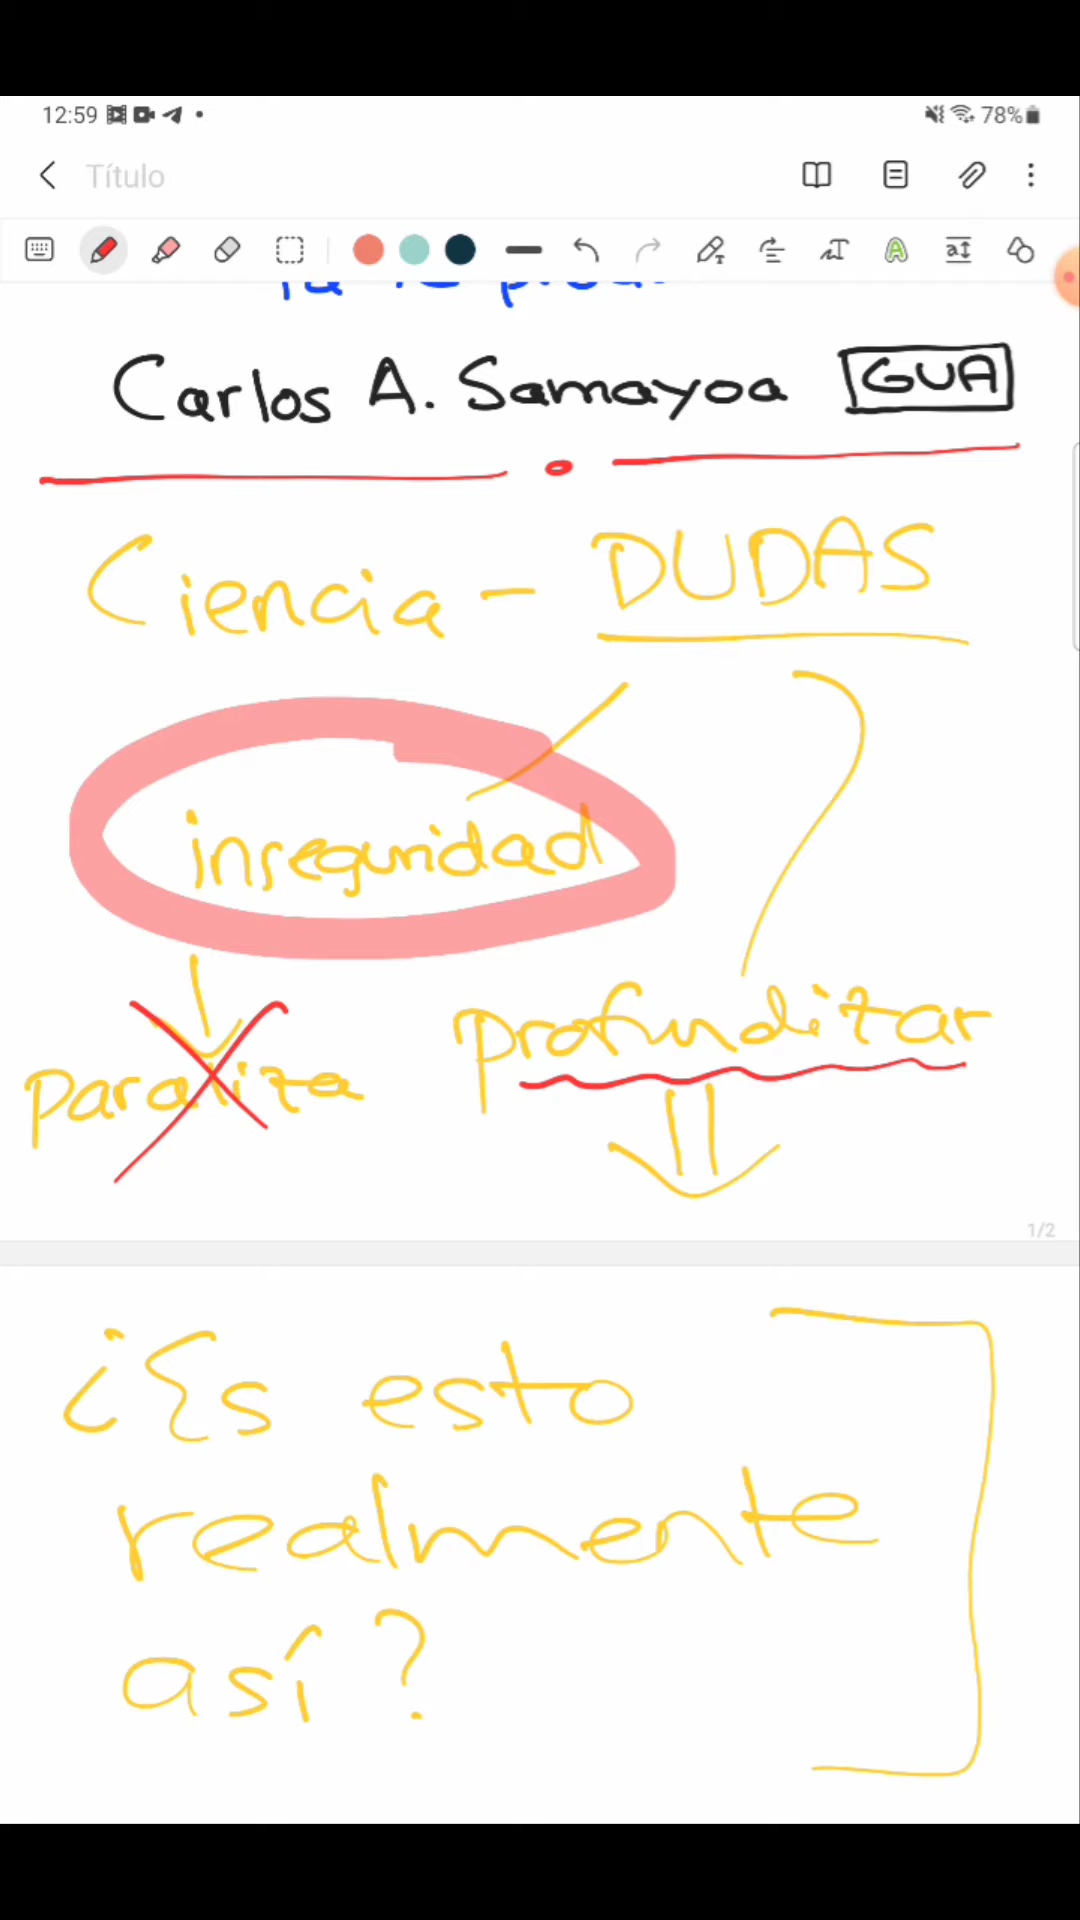 12:59 78%
Título
Carlos A. Samayoa GUA
Ciencia - DUDAS
inseguridad
profundizar
paraliza
1/2
¿Es esto
realmente
así?